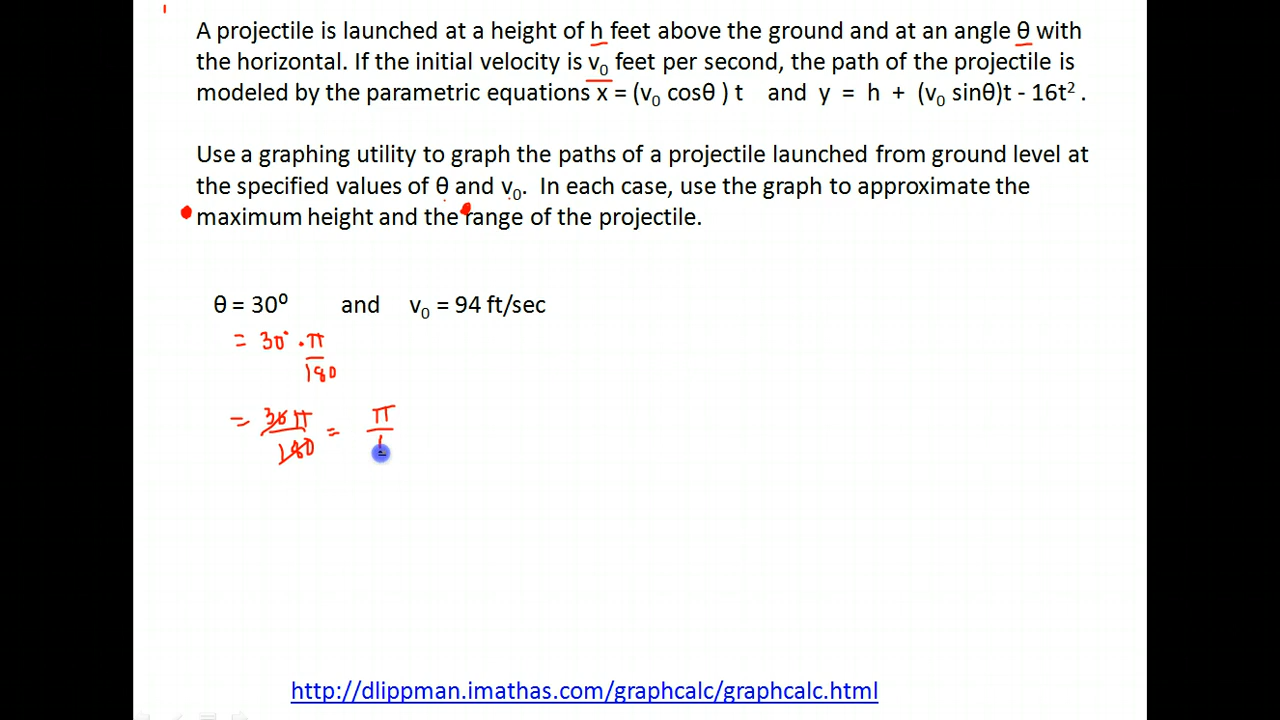 A projectile is launched at a height of h feet above the ground and at an angle θ with
the horizontal. If the initial velocity is v₀ feet per second, the path of the projectile is
modeled by the parametric equations x = (v₀ cosθ ) t and y = h + (v₀ sinθ)t - 16t² .
Use a graphing utility to graph the paths of a projectile launched from ground level at
the specified values of θ and v₀. In each case, use the graph to approximate the
maximum height and the range of the projectile.
θ = 30⁰ and v₀ = 94 ft/sec
= 30° · π
180
= 30π = π
180
http://dlippman.imathas.com/graphcalc/graphcalc.html